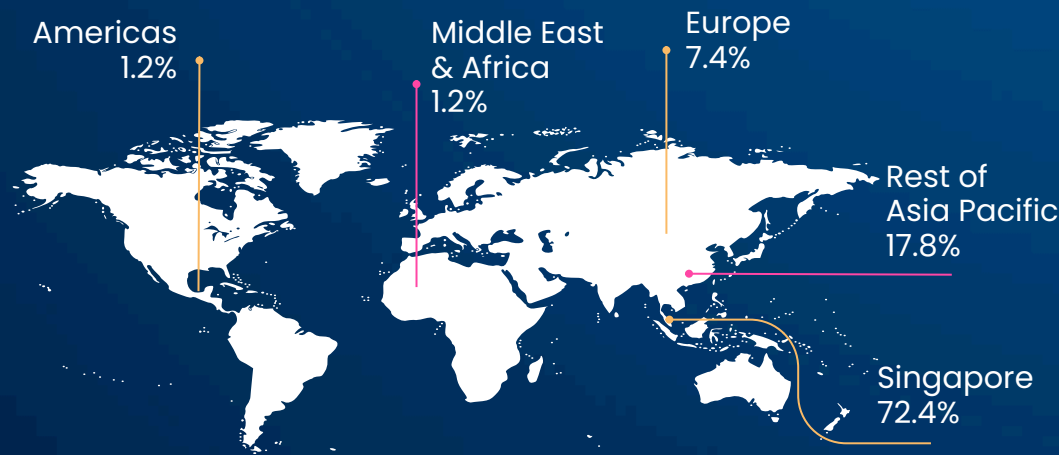 Americas
1.2%
Middle East
& Africa
1.2%
Europe
7.4%
Rest of
Asia Pacific
17.8%
Singapore
72.4%